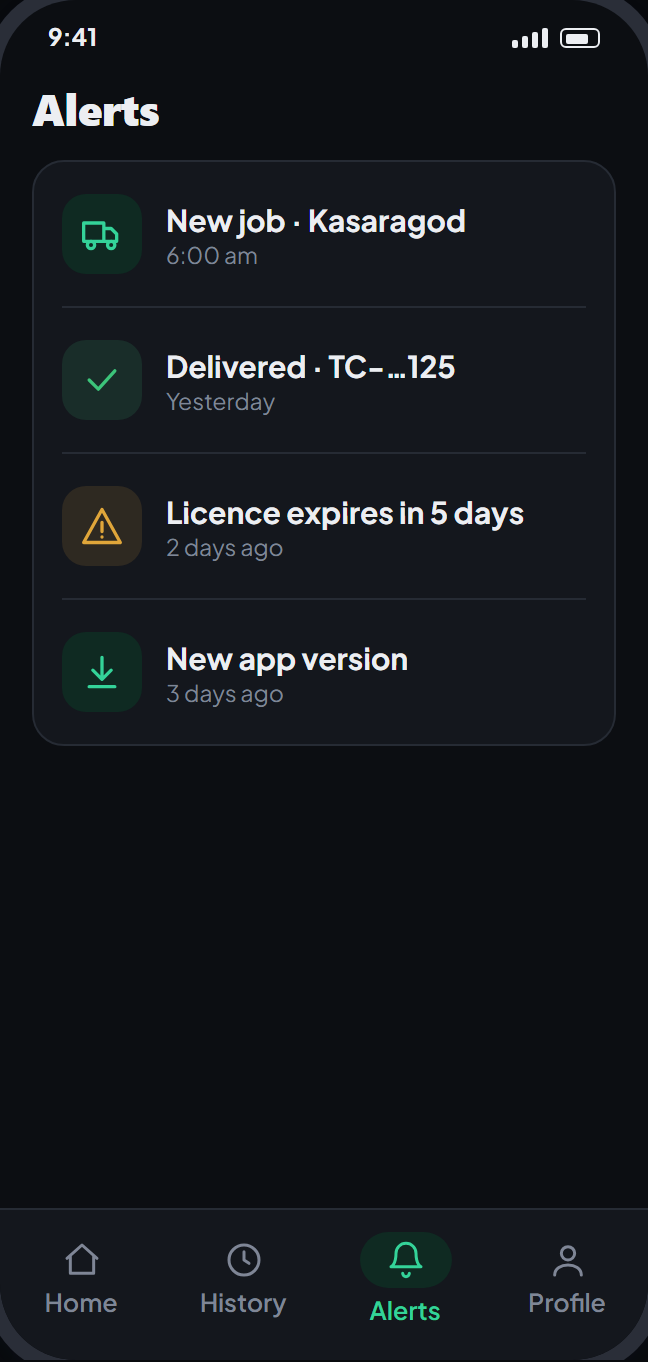 9:41
Alerts
New job · Kasaragod
6:00 am
Delivered · TC-…125
Yesterday
Licence expires in 5 days
2 days ago
New app version
3 days ago
Home
History
Alerts
Profile